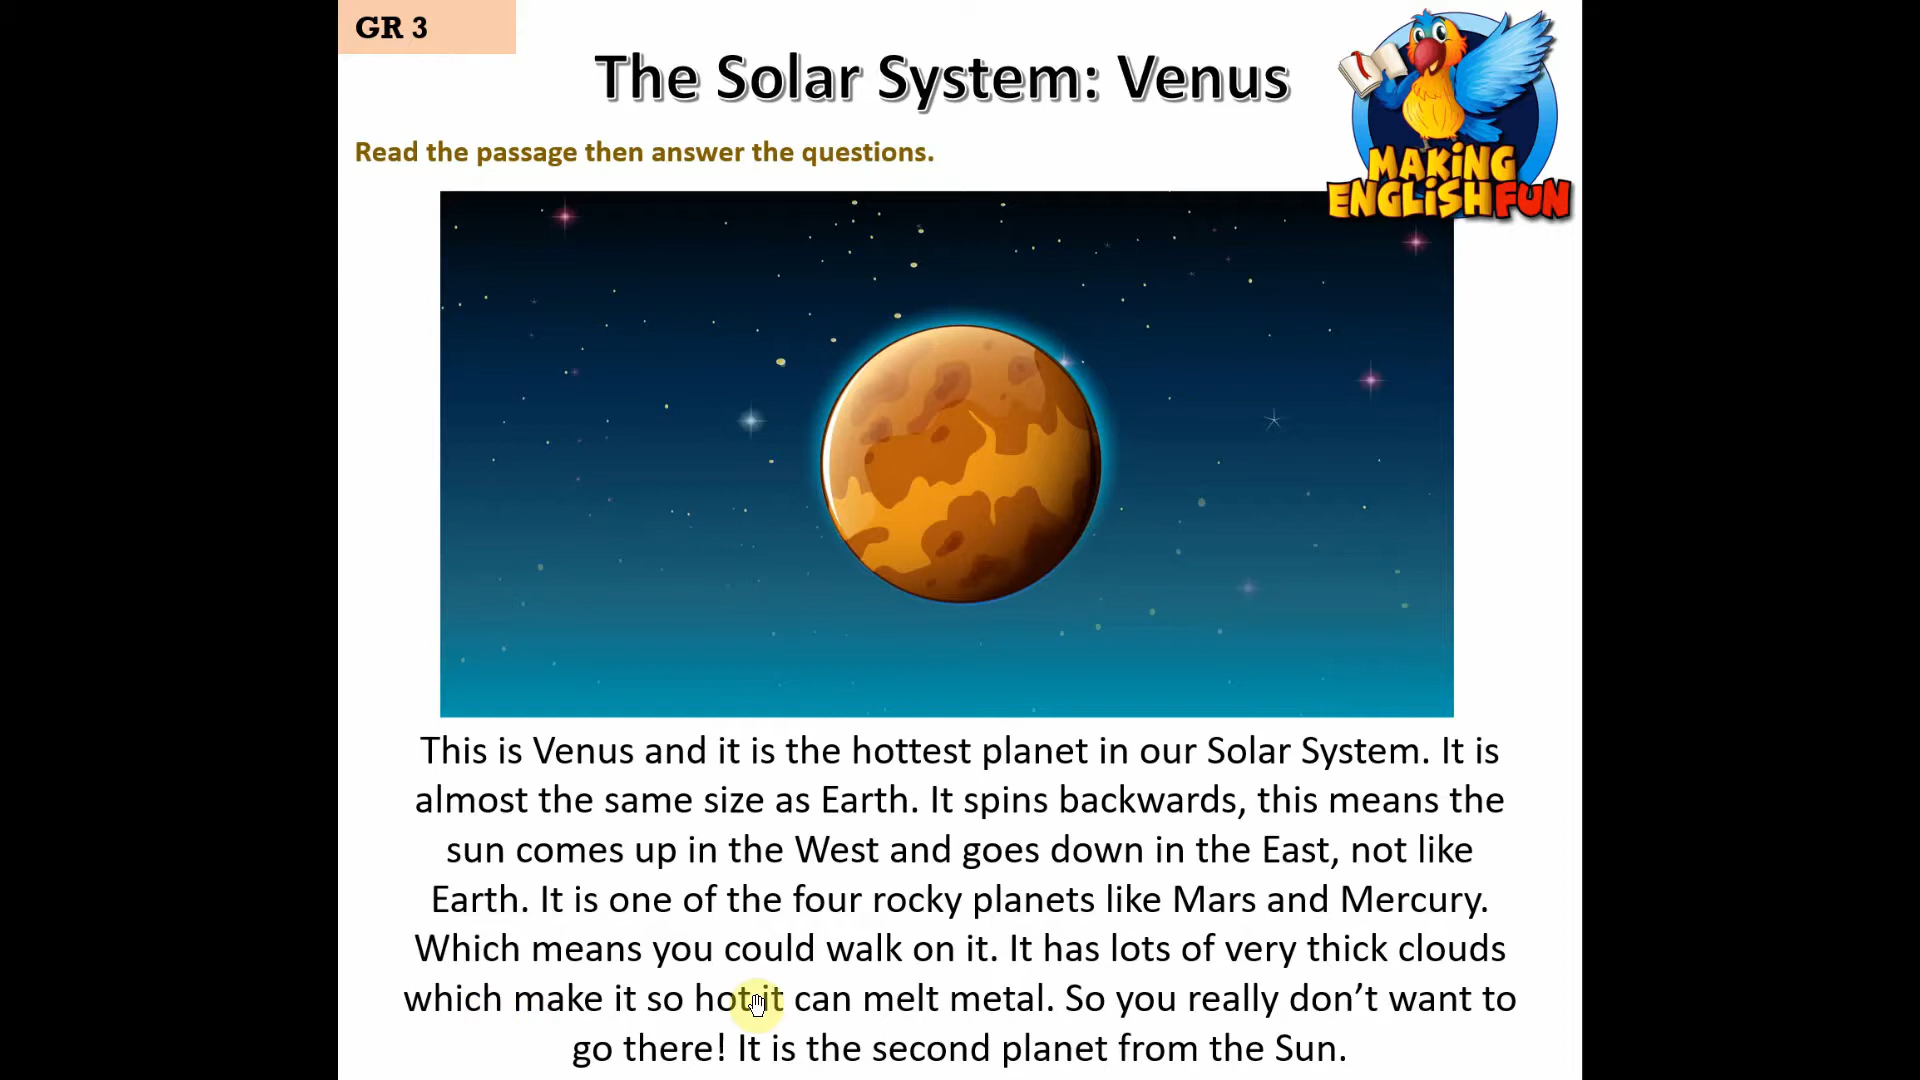 GR 3
The Solar System: Venus
MAKING
ENGLISH FUN
Read the passage then answer the questions.
This is Venus and it is the hottest planet in our Solar System. It is
almost the same size as Earth. It spins backwards, this means the
sun comes up in the West and goes down in the East, not like
Earth. It is one of the four rocky planets like Mars and Mercury.
Which means you could walk on it. It has lots of very thick clouds
which make it so hot it can melt metal. So you really don’t want to
go there! It is the second planet from the Sun.